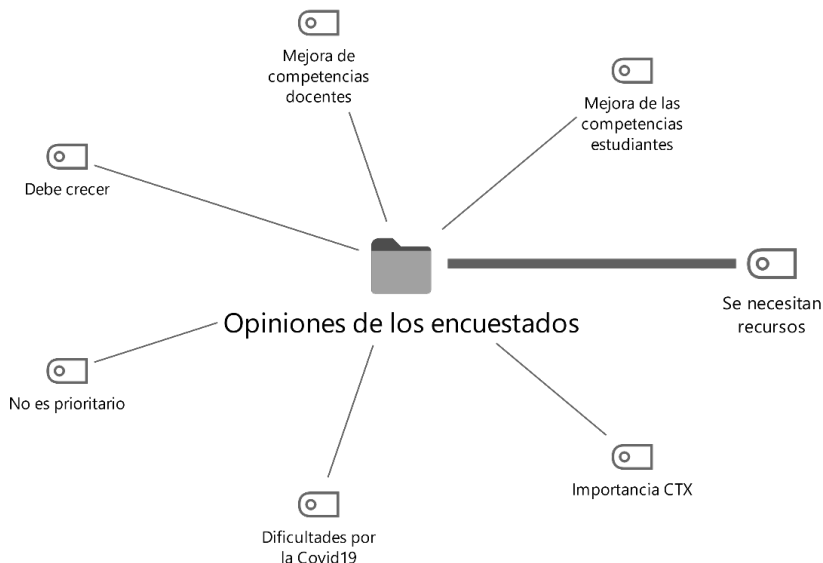 Mejora de
competencias
docentes
Mejora de las
competencias
estudiantes
Debe crecer
Se necesitan
recursos
Opiniones de los encuestados
No es prioritario
Importancia CTX
Dificultades por
la Covid19